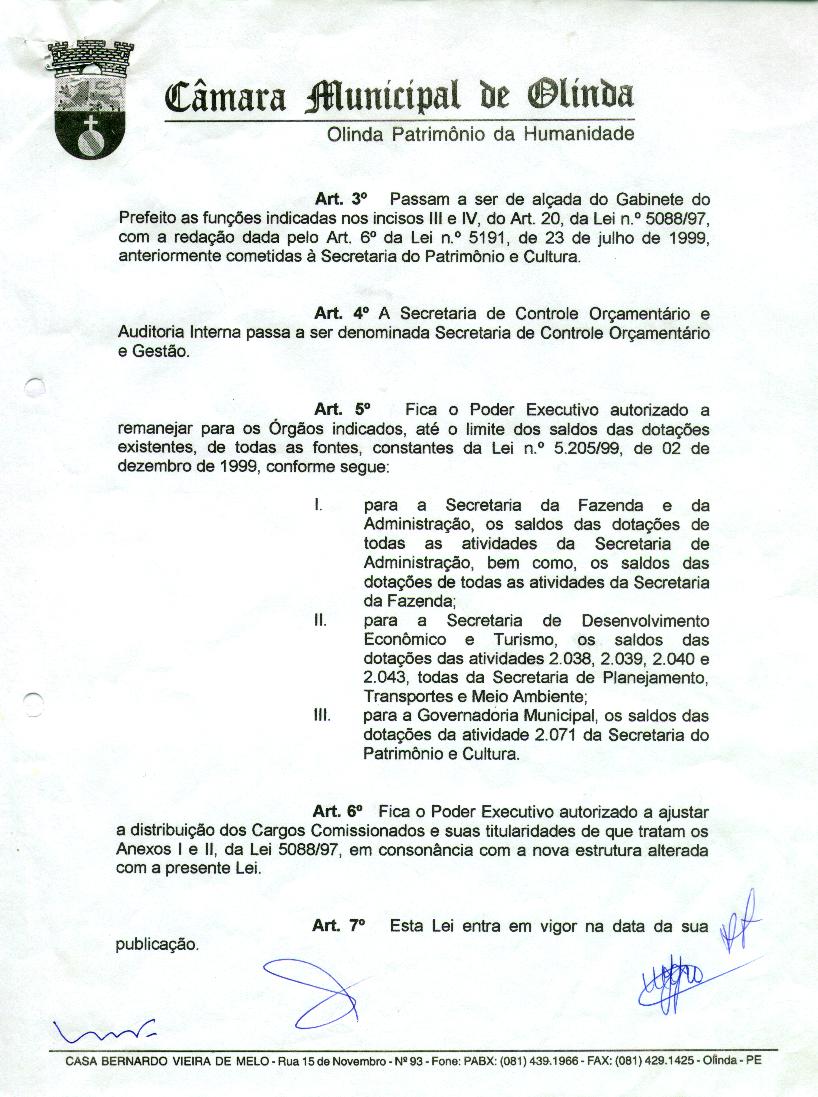 Câmara Municipal de Olinda
Olinda Patrimônio da Humanidade
Art. 3º Passam a ser de alçada do Gabinete do
Prefeito as funções indicadas nos incisos III e IV, do Art. 20, da Lei n.º 5088/97,
com a redação dada pelo Art. 6º da Lei n.º 5191, de 23 de julho de 1999,
anteriormente cometidas à Secretaria do Patrimônio e Cultura.
Art. 4º A Secretaria de Controle Orçamentário e
Auditoria Interna passa a ser denominada Secretaria de Controle Orçamentário
e Gestão.
Art. 5º Fica o Poder Executivo autorizado a
remanejar para os Órgãos indicados, até o limite dos saldos das dotações
existentes, de todas as fontes, constantes da Lei n.º 5.205/99, de 02 de
dezembro de 1999, conforme segue:
I. para a Secretaria da Fazenda e da
Administração, os saldos das dotações de
todas as atividades da Secretaria de
Administração, bem como, os saldos das
dotações de todas as atividades da Secretaria
da Fazenda;
II. para a Secretaria de Desenvolvimento
Econômico e Turismo, os saldos das
dotações das atividades 2.038, 2.039, 2.040 e
2.043, todas da Secretaria de Planejamento,
Transportes e Meio Ambiente;
III. para a Governadoria Municipal, os saldos das
dotações da atividade 2.071 da Secretaria do
Patrimônio e Cultura.
Art. 6º Fica o Poder Executivo autorizado a ajustar
a distribuição dos Cargos Comissionados e suas titularidades de que tratam os
Anexos I e II, da Lei 5088/97, em consonância com a nova estrutura alterada
com a presente Lei.
Art. 7º Esta Lei entra em vigor na data da sua
publicação.
CASA BERNARDO VIEIRA DE MELO - Rua 15 de Novembro - Nº 93 - Fone: PABX: (081) 439.1966 - FAX: (081) 429.1425 - Olinda - PE